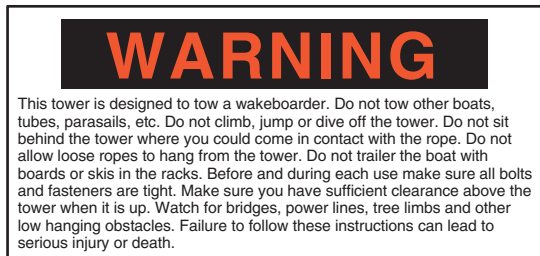 WARNING
This tower is designed to tow a wakeboarder. Do not tow other boats,
tubes, parasails, etc. Do not climb, jump or dive off the tower. Do not sit
behind the tower where you could come in contact with the rope. Do not
allow loose ropes to hang from the tower. Do not trailer the boat with
boards or skis in the racks. Before and during each use make sure all bolts
and fasteners are tight. Make sure you have sufficient clearance above the
tower when it is up. Watch for bridges, power lines, tree limbs and other
low hanging obstacles. Failure to follow these instructions can lead to
serious injury or death.